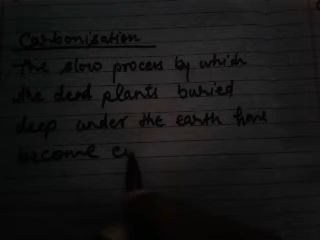 Carbonisation
The slow process by which
the dead plants buried
deep under the earth have
become